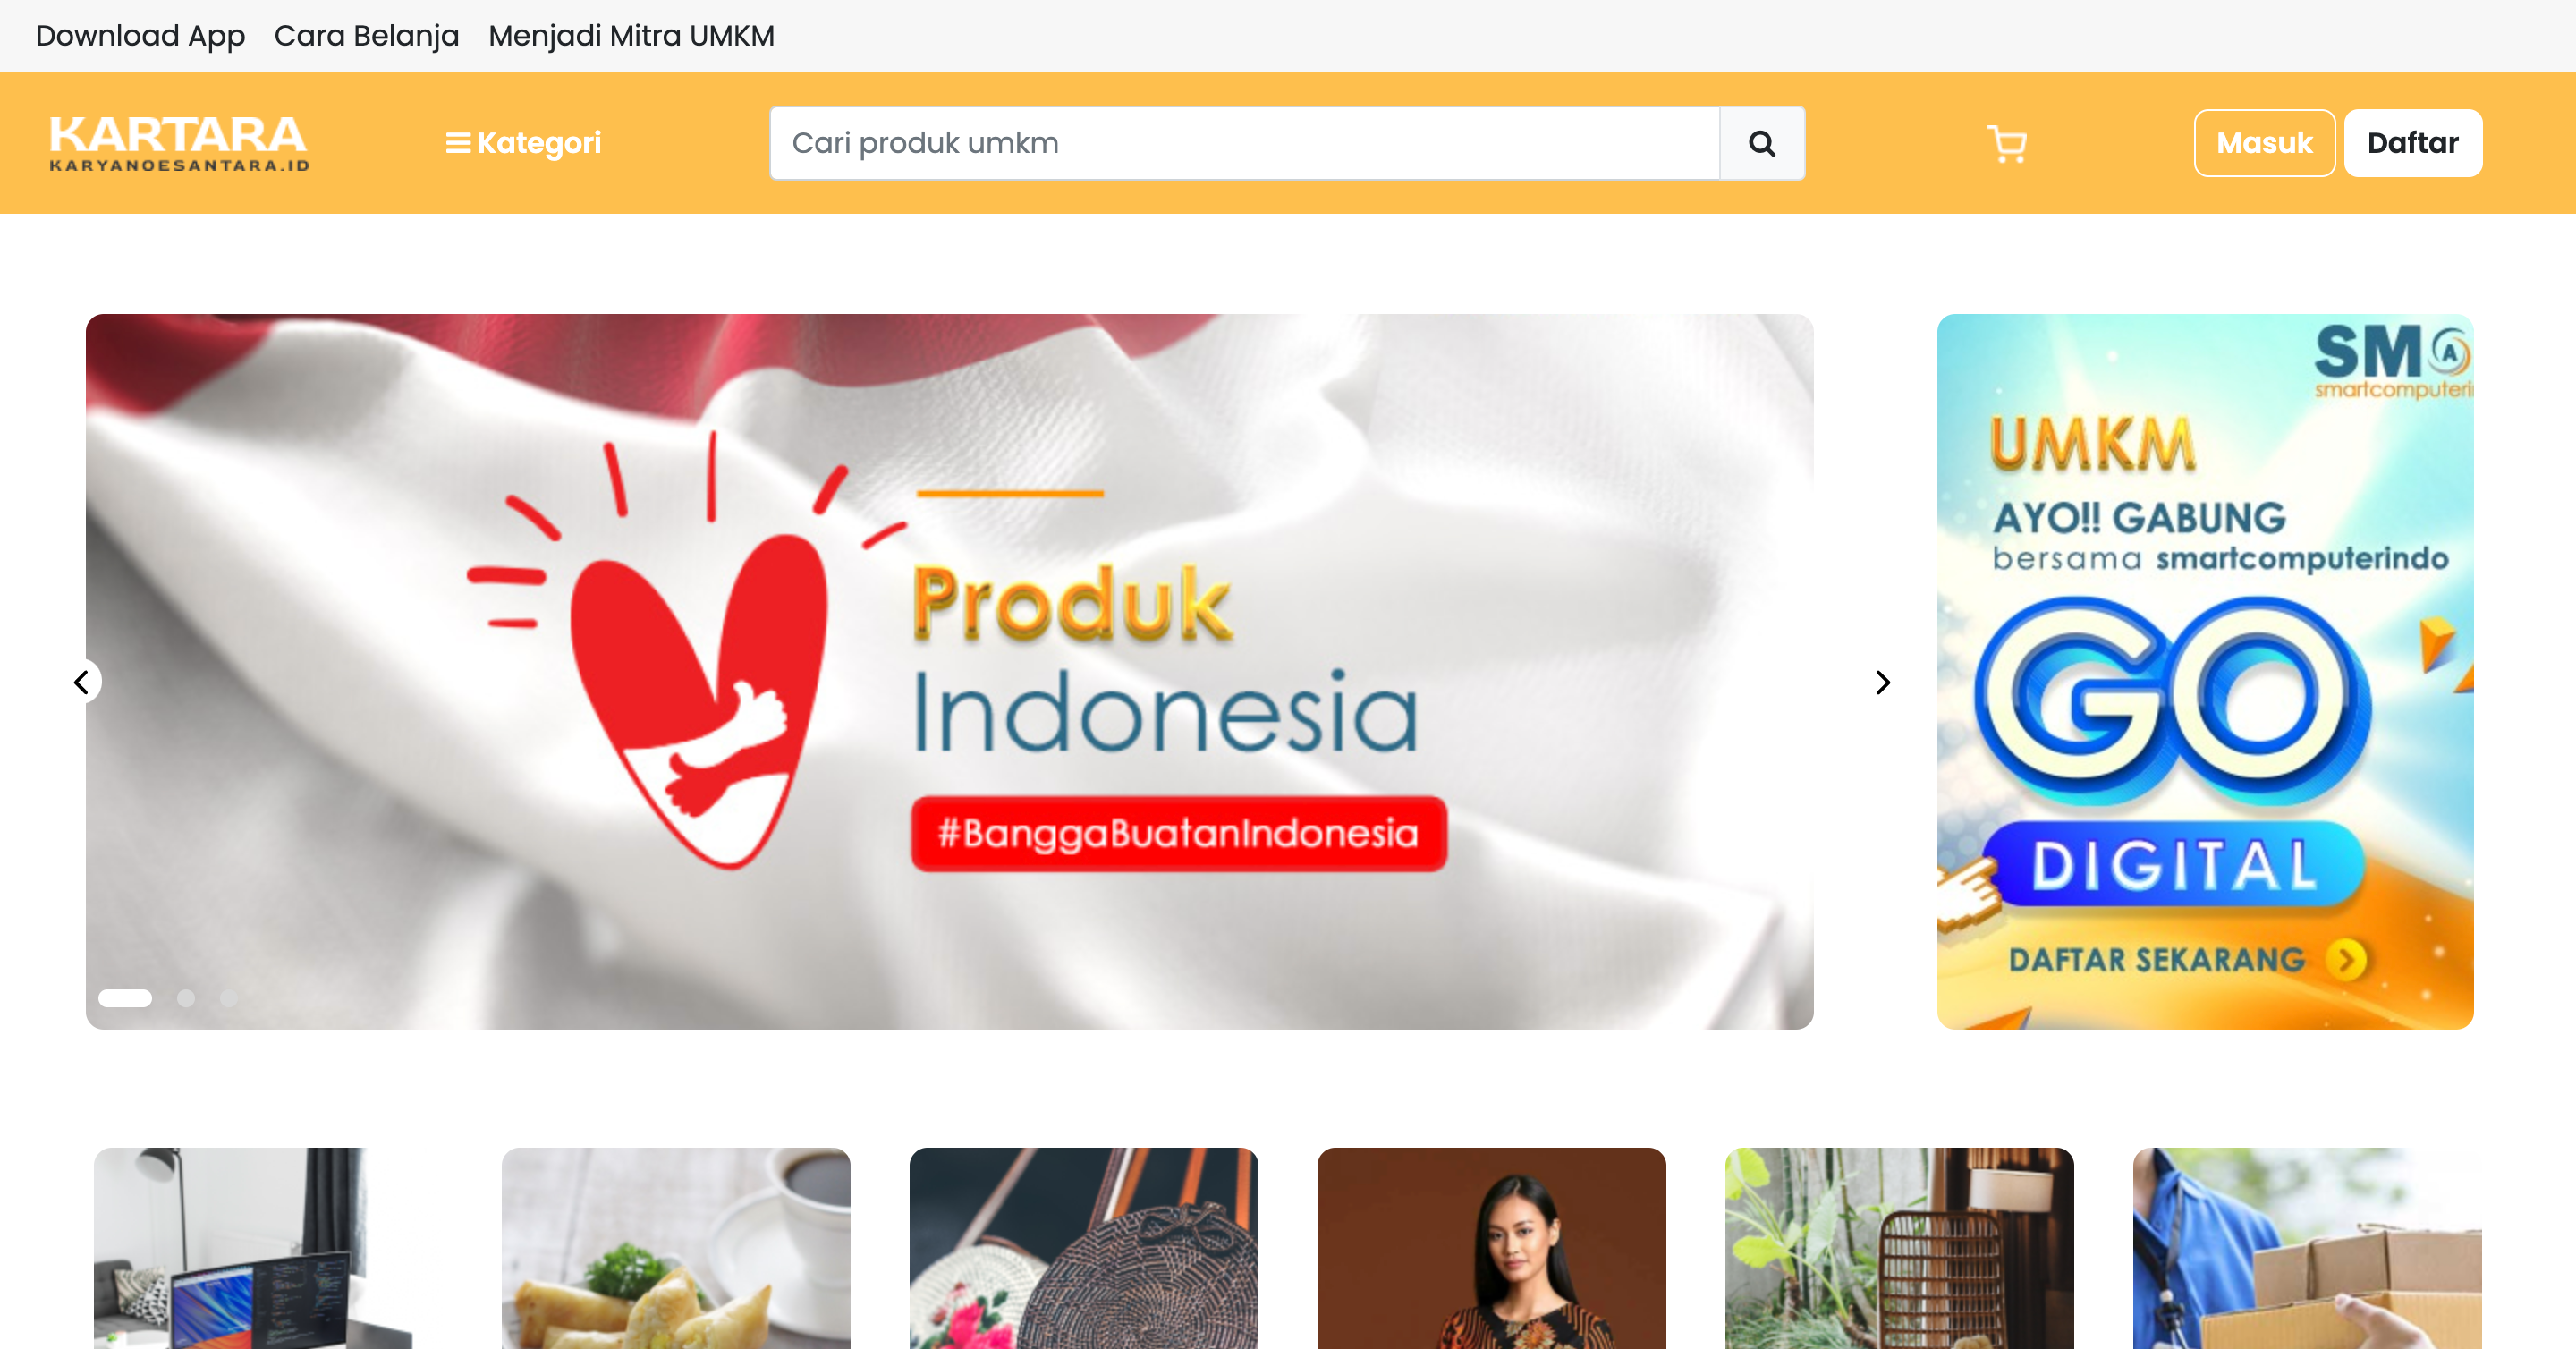 Download App Cara Belanja Menjadi Mitra UMKM
KARTARA
KARYANOESANTARA.ID
Kategori
Cari produk umkm
Masuk
Daftar
Produk
Indonesia
#BanggaBuatanIndonesia
SM
A
smartcomputeri
UMKM
AYO!! GABUNG
bersama smartcomputerindo
GO
DIGITAL
DAFTAR SEKARANG